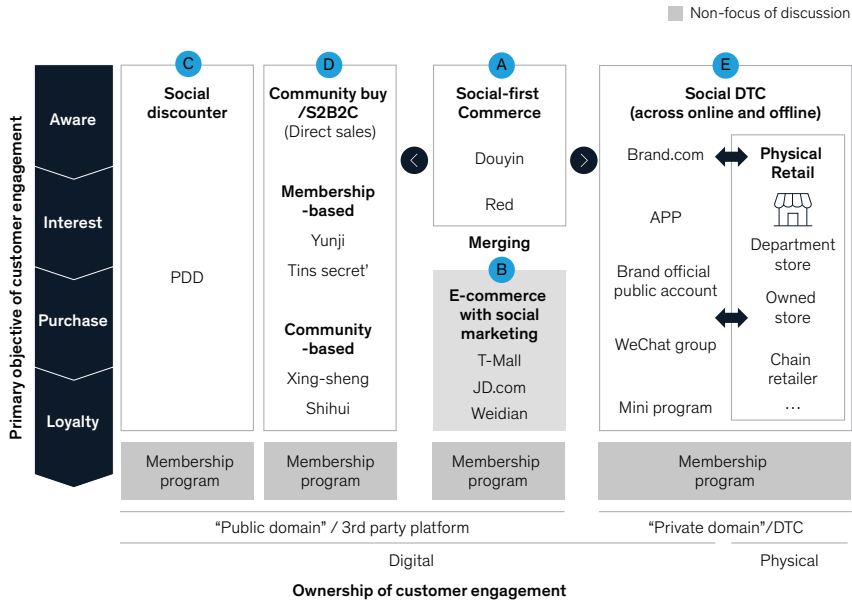 Non-focus of discussion
Primary objective of customer engagement
Aware
Interest
Purchase
Loyalty
C
Social
discounter
PDD
D
Community buy
/S2B2C
(Direct sales)
Membership
-based
Yunji
Tins secret’
Community
-based
Xing-sheng
Shihui
A
Social-first
Commerce
Douyin
Red
Merging
B
E-commerce
with social
marketing
T-Mall
JD.com
Weidian
E
Social DTC
(across online and offline)
Brand.com
APP
Brand official
public account
WeChat group
Mini program
Physical
Retail
Department
store
Owned
store
Chain
retailer
...
Membership
program
Membership
program
Membership
program
Membership
program
“Public domain” / 3rd party platform
“Private domain”/DTC
Digital
Physical
Ownership of customer engagement